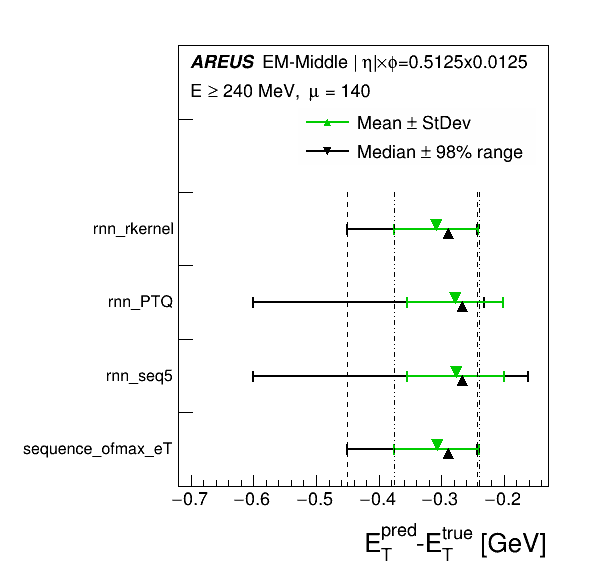 AREUS EM-Middle |η|×φ=0.5125x0.0125
E ≥ 240 MeV, μ = 140
Mean ± StDev
Median ± 98% range
rnn_rkernel
rnn_PTQ
rnn_seq5
sequence_ofmax_eT
−0.7 −0.6 −0.5 −0.4 −0.3 −0.2
E_T^pred-E_T^true [GeV]